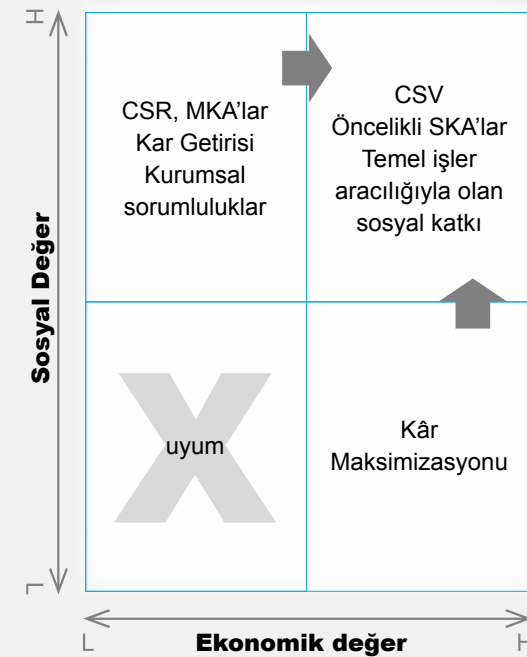 H
CSR, MKA’lar
Kar Getirisi
Kurumsal
sorumluluklar
CSV
Öncelikli SKA’lar
Temel işler
aracılığıyla olan
sosyal katkı
Sosyal Değer
X
uyum
Kâr
Maksimizasyonu
L
L
Ekonomik değer
H